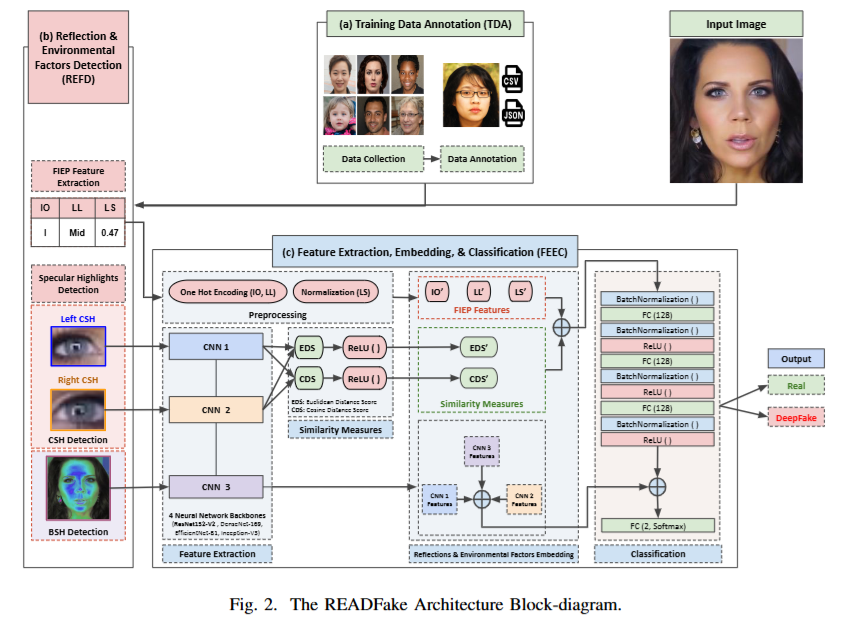 (b) Reflection &
Environmental
Factors Detection
(REFD)
(a) Training Data Annotation (TDA)
CSV
JSON
Data Collection
Data Annotation
Input Image
FIEP Feature
Extraction
IO LL LS
I Mid 0.47
Specular Highlights
Detection
Left CSH
Right CSH
CSH Detection
BSH Detection
(c) Feature Extraction, Embedding, & Classification (FEEC)
One Hot Encoding (IO, LL)
Normalization (LS)
Preprocessing
CNN 1
CNN 2
CNN 3
4 Neural Network Backbones
(ResNet152-V2, DenseNet-169,
EfficientNet-B1, Inception-V3)
Feature Extraction
EDS
ReLU ( )
CDS
ReLU ( )
EDS: Euclidean Distance Score
CDS: Cosine Distance Score
Similarity Measures
IO’
LL’
LS’
FIEP Features
EDS’
CDS’
Similarity Measures
CNN 3
Features
CNN 1
Features
CNN 2
Features
Reflections & Environmental Factors Embedding
BatchNormalization ( )
FC (128)
BatchNormalization ( )
ReLU ( )
FC (128)
BatchNormalization ( )
ReLU ( )
FC (128)
BatchNormalization ( )
ReLU ( )
FC (2, Softmax)
Classification
Output
Real
DeepFake
Fig. 2. The READFake Architecture Block-diagram.